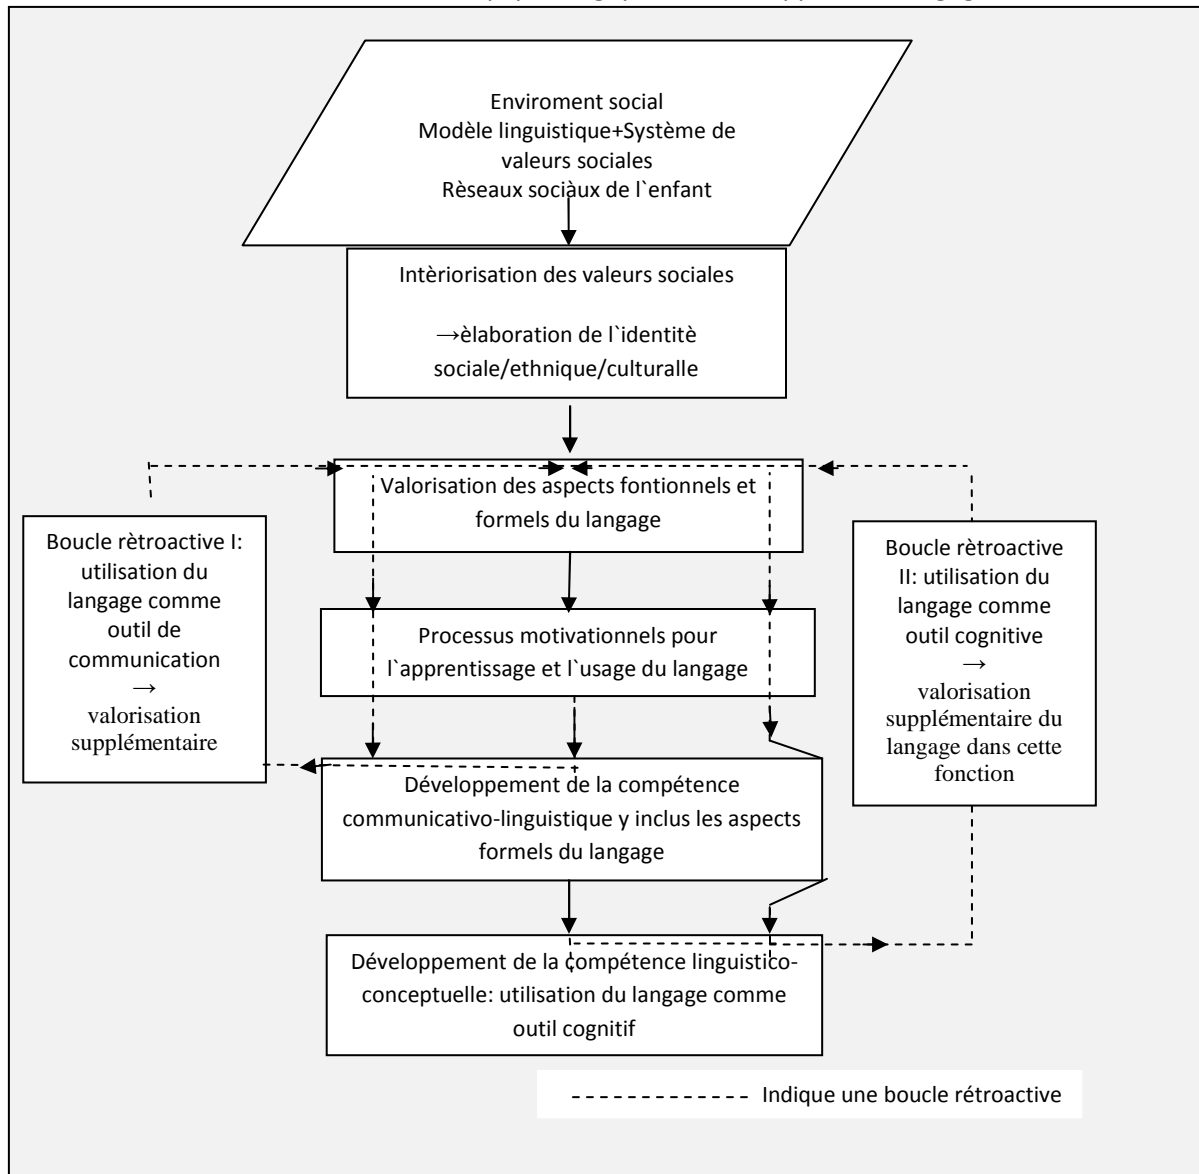 Enviroment social
Modèle linguistique+Système de
valeurs sociales
Rèseaux sociàux de l`enfant
Intèriorisation des valeurs sociales
→èlaboration de l`identitè
sociale/ethnique/culturalle
Valorisation des aspects fontionnels et
formels du langage
Boucle rètroactive I:
utilisation du
langage comme
outil de
communication
→
valorisation
supplémentaire
Boucle rètroactive
II: utilisation du
langage comme
outil cognitive
→
valorisation
supplémentaire du
langage dans cette
fonction
Processus motivationnels pour
l`apprentissage et l`usage du langage
Développement de la compétence
communicativo-linguistique y inclus les aspects
formels du langage
Développement de la compétence linguistico-
conceptuelle: utilisation du langage comme
outil cognitif
Indique une boucle rétroactive